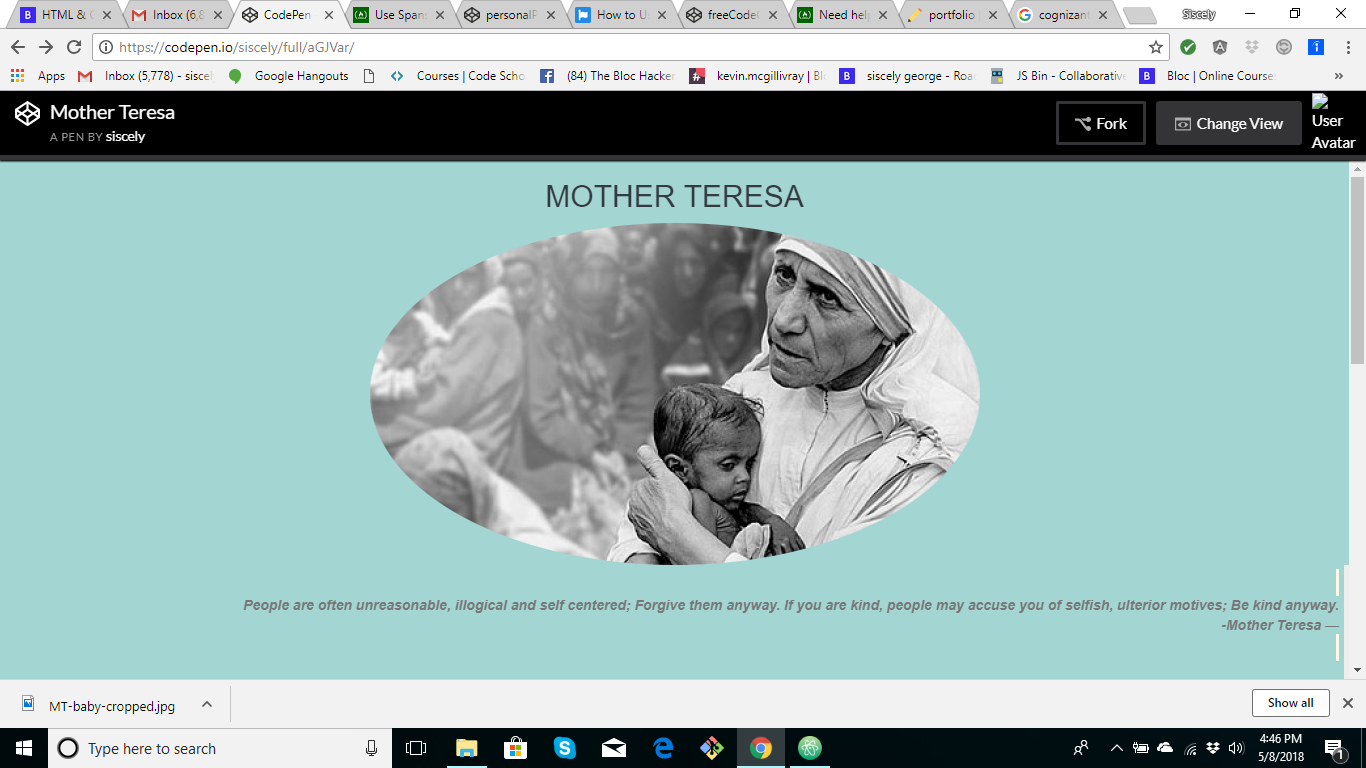 HTML & C
Inbox (6,8
CodePen
Use Span
personalP
How to U
freeCodeC
Need help
portfolio
cognizant
Siscely
https://codepen.io/siscely/full/aGJVar/
Apps
Inbox (5,778) - siscel
Google Hangouts
Courses | Code Scho
(84) The Bloc Hacker
kevin.mcgillivray | Bl
siscely george - Roa
JS Bin - Collaborative
Bloc | Online Course
»
Mother Teresa
A PEN BY siscely
Fork
Change View
User
Avatar
MOTHER TERESA
People are often unreasonable, illogical and self centered; Forgive them anyway. If you are kind, people may accuse you of selfish, ulterior motives; Be kind anyway.
-Mother Teresa —
MT-baby-cropped.jpg
Show all
Type here to search
4:46 PM
5/8/2018
1